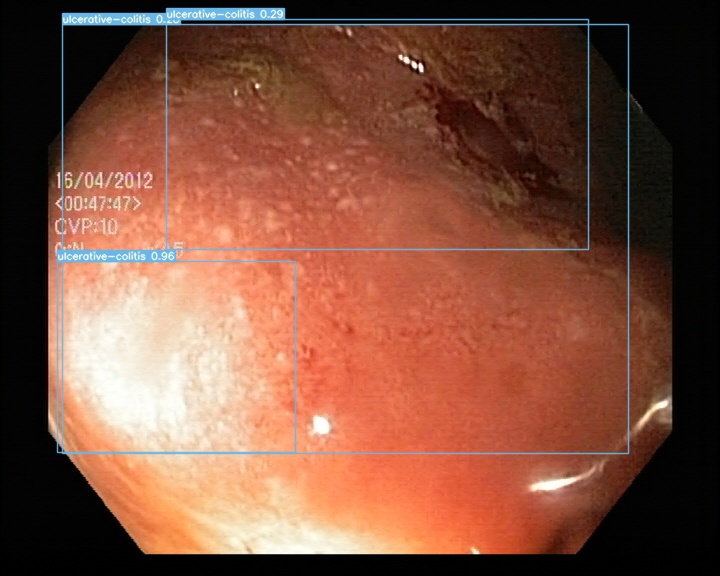 ulcerative-colitis 0.29
ulcerative-colitis
16/04/2012
<00:47:47>
CVP:10
ulcerative-colitis 0.96